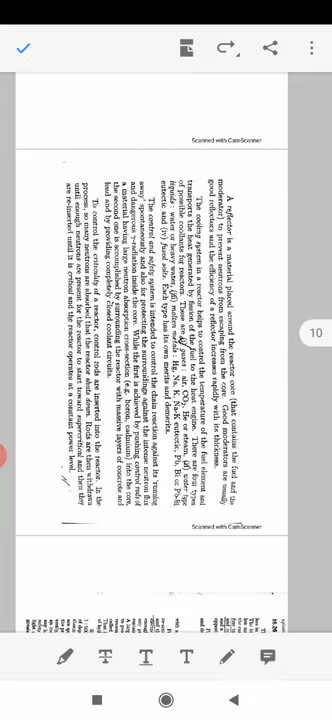 Scanned with CamScanner
A reflector is a material placed around the reactor core (that contains the fuel and the
moderator) to prevent neutrons from escaping from the core. Good moderators are usually
good reflectors and the efficiency of a reflector increases rapidly with its thickness.
The cooling system in a reactor helps to control the temperature of the fuel element and
transports the heat generated by fission of the fuel to the heat engine. There are four types
of possible coollants for reactors. These are gases: air, CO2, He or steam,
liquids: water or heavy water, (iii) molten metals: Hg, Na, K, Na-K eutectic, Pb, Bi or Pb-Bi
eutectic and (iv) fused salts. Each type has its own merits and demerits.
The control and safety system is intended to control the chain reaction against its 'running
away' spontaneously and also for protecting the surroundings against the intense neutron flux
and dangerous γ-radiation inside the core. While the first is achieved by pushing control rods of
a material having large neutron absorption cross-section (e.g., boron, cadmium) into the core,
the second one is accomplished by surrounding the reactor with massive layers of concrete and
lead and by providing completely closed coolant circuits.
To control the criticality of a reactor, control rods are inserted into the reactor. In the
process, so many neutrons are absorbed that the reactor shuts down. Rods are then withdrawn
until enough neutrons are present for the reactor to start toward supercritical and then they
are re-inserted until it is critical and the reactor operates at a constant power level.
10
Scanned with CamScanner
16.26